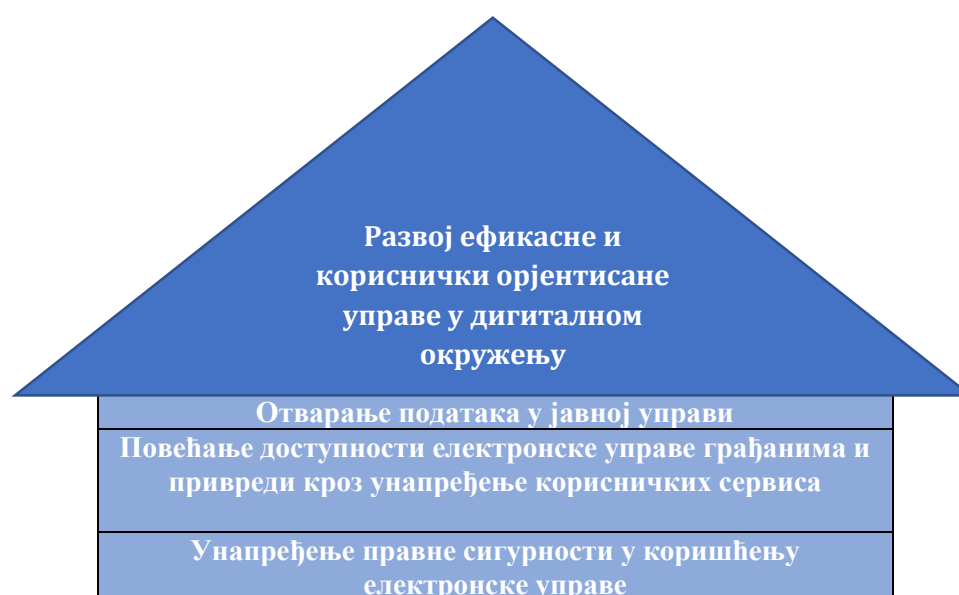 Развој ефикасне и
кориснички орјентисане
управе у дигиталном
окружењу
Отварање података у јавној управи
Повећање доступности електронске управе грађанима и
привреди кроз унапређење корисничких сервиса
Унапређење правне сигурности у коришћењу
електронске управе